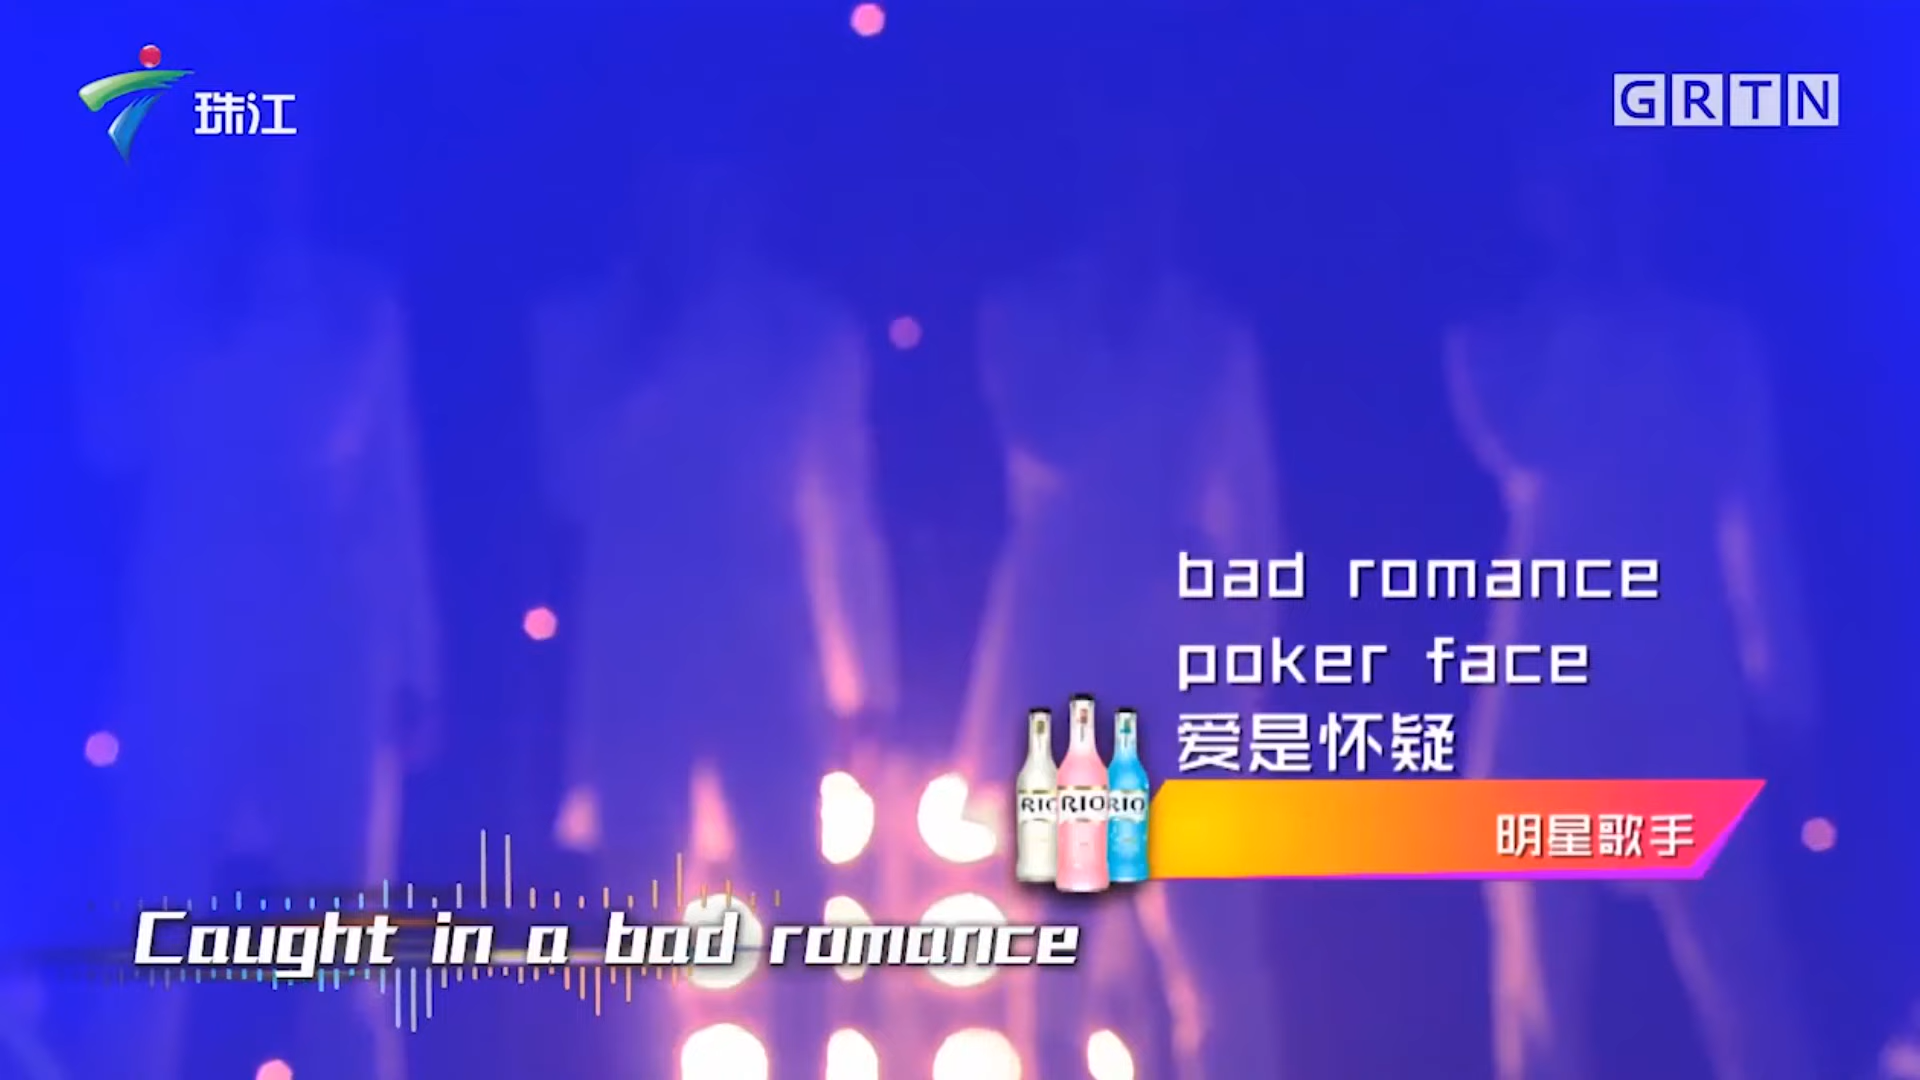 珠江
GRTN
bad romance
poker face
爱是怀疑
RIO RIO RIO
明星歌手
Caught in a bad romance